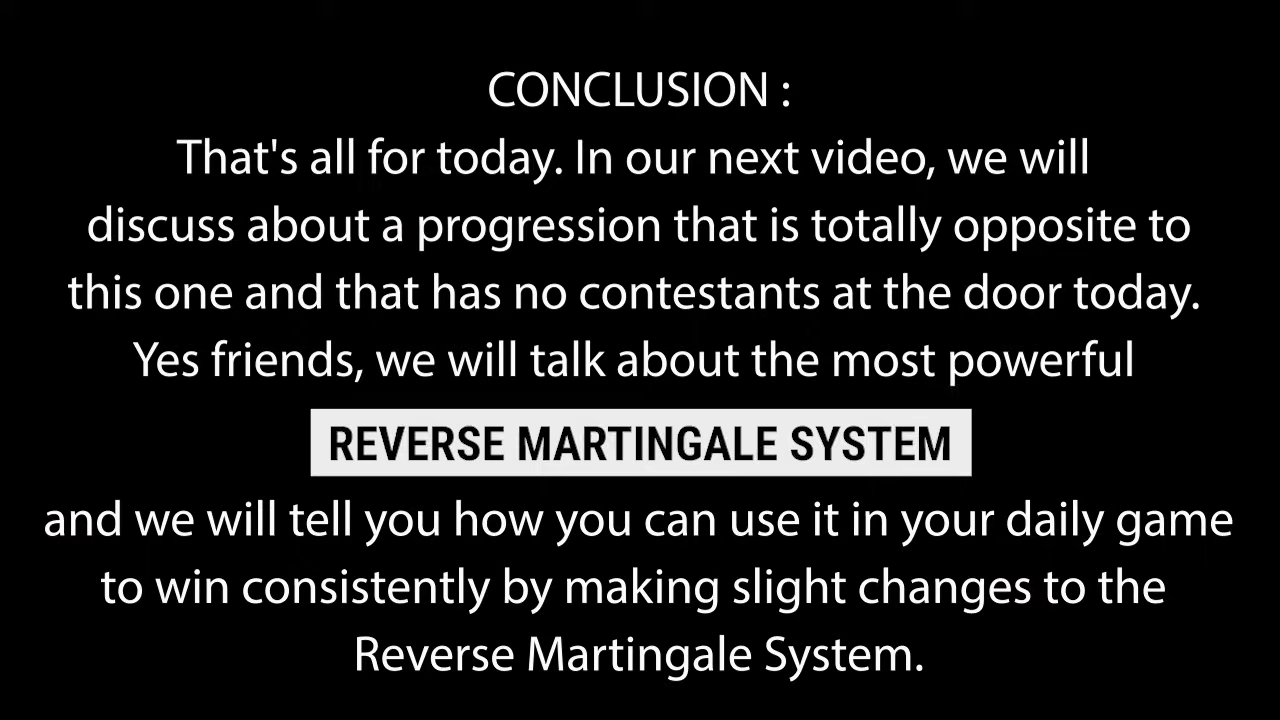 CONCLUSION :
That's all for today. In our next video, we will
discuss about a progression that is totally opposite to
this one and that has no contestants at the door today.
Yes friends, we will talk about the most powerful
REVERSE MARTINGALE SYSTEM
and we will tell you how you can use it in your daily game
to win consistently by making slight changes to the
Reverse Martingale System.